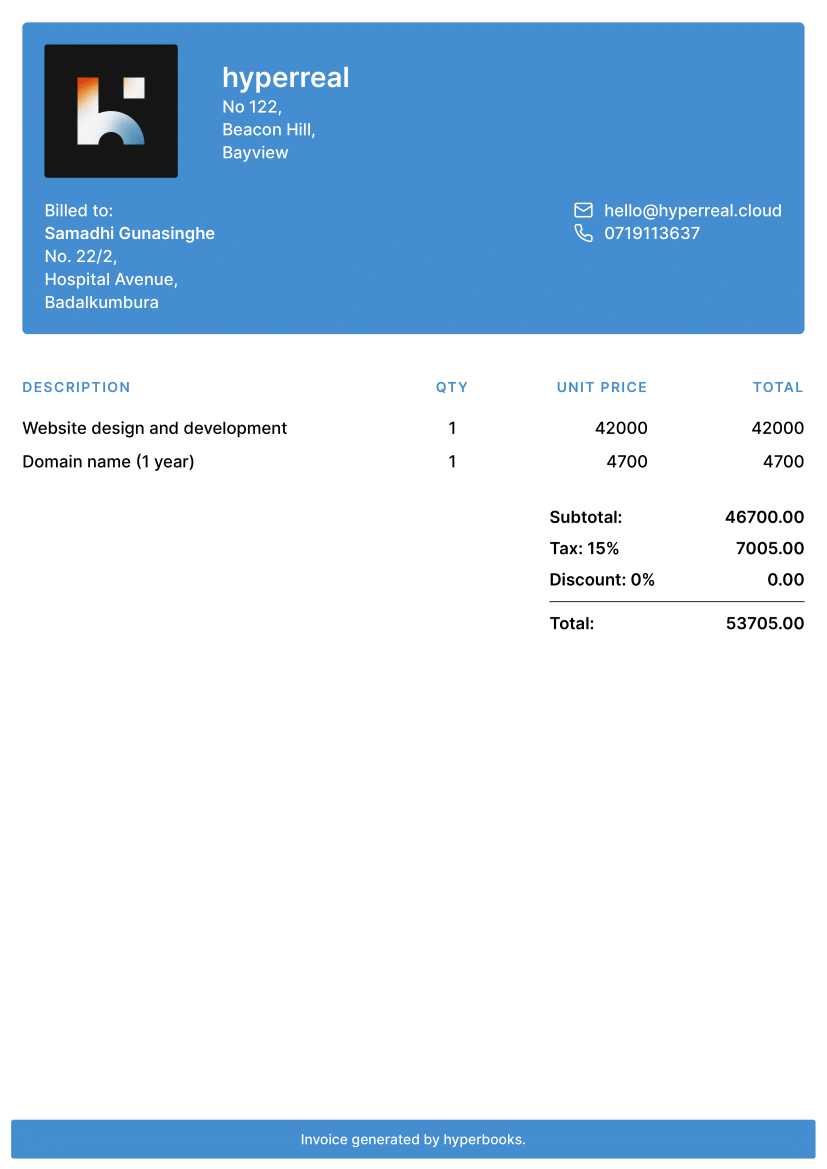 hyperreal
No 122,
Beacon Hill,
Bayview
Billed to:
Samadhi Gunasinghe
No. 22/2,
Hospital Avenue,
Badalkumbura
hello@hyperreal.cloud
0719113637
DESCRIPTION QTY UNIT PRICE TOTAL
Website design and development 1 42000 42000
Domain name (1 year) 1 4700 4700
Subtotal: 46700.00
Tax: 15% 7005.00
Discount: 0% 0.00
Total: 53705.00
Invoice generated by hyperbooks.